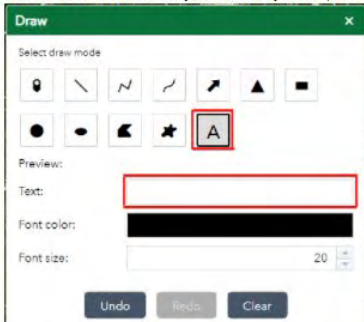 Draw ×
Select draw mode
A
Preview:
Text:
Font color:
Font size: 20
Undo Redo Clear